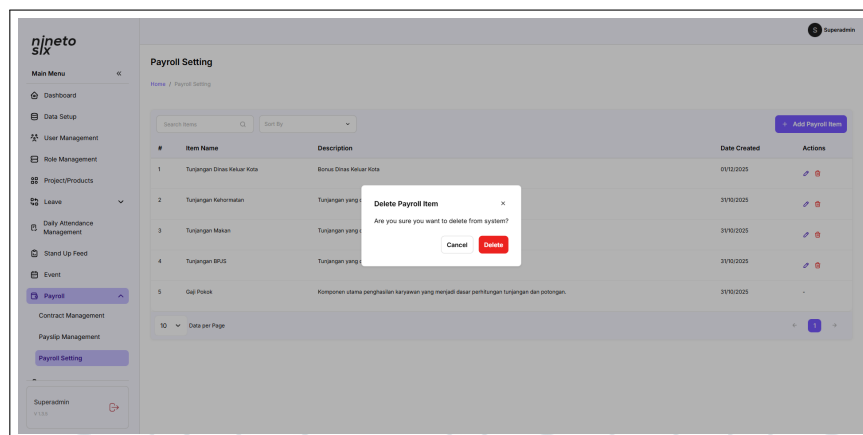 nineto
six
S Superadmin
Main Menu «
Dashboard
Data Setup
User Management
Role Management
Project/Products
Leave
Daily Attendance
Management
Stand Up Feed
Event
Payroll
Contract Management
Payslip Management
Payroll Setting
Superadmin
Payroll Setting
Home / Payroll Setting
Search Items
Sort By
+ Add Payroll Item
# Item Name Description Date Created Actions
1 Tunjangan Dinas Keluar Kota Bonus Dinas Keluar Kota 01/12/2025
2 Tunjangan Kehormatan Tunjangan yang 31/10/2025
3 Tunjangan Makan Tunjangan yang 31/10/2025
4 Tunjangan BPJS Tunjangan yang 31/10/2025
5 Gaji Pokok Komponen utama penghasilan karyawan yang menjadi dasar perhitungan tunjangan dan potongan. 31/10/2025 -
10 Data per Page
← 1 →
Delete Payroll Item ×
Are you sure you want to delete from system?
Cancel Delete